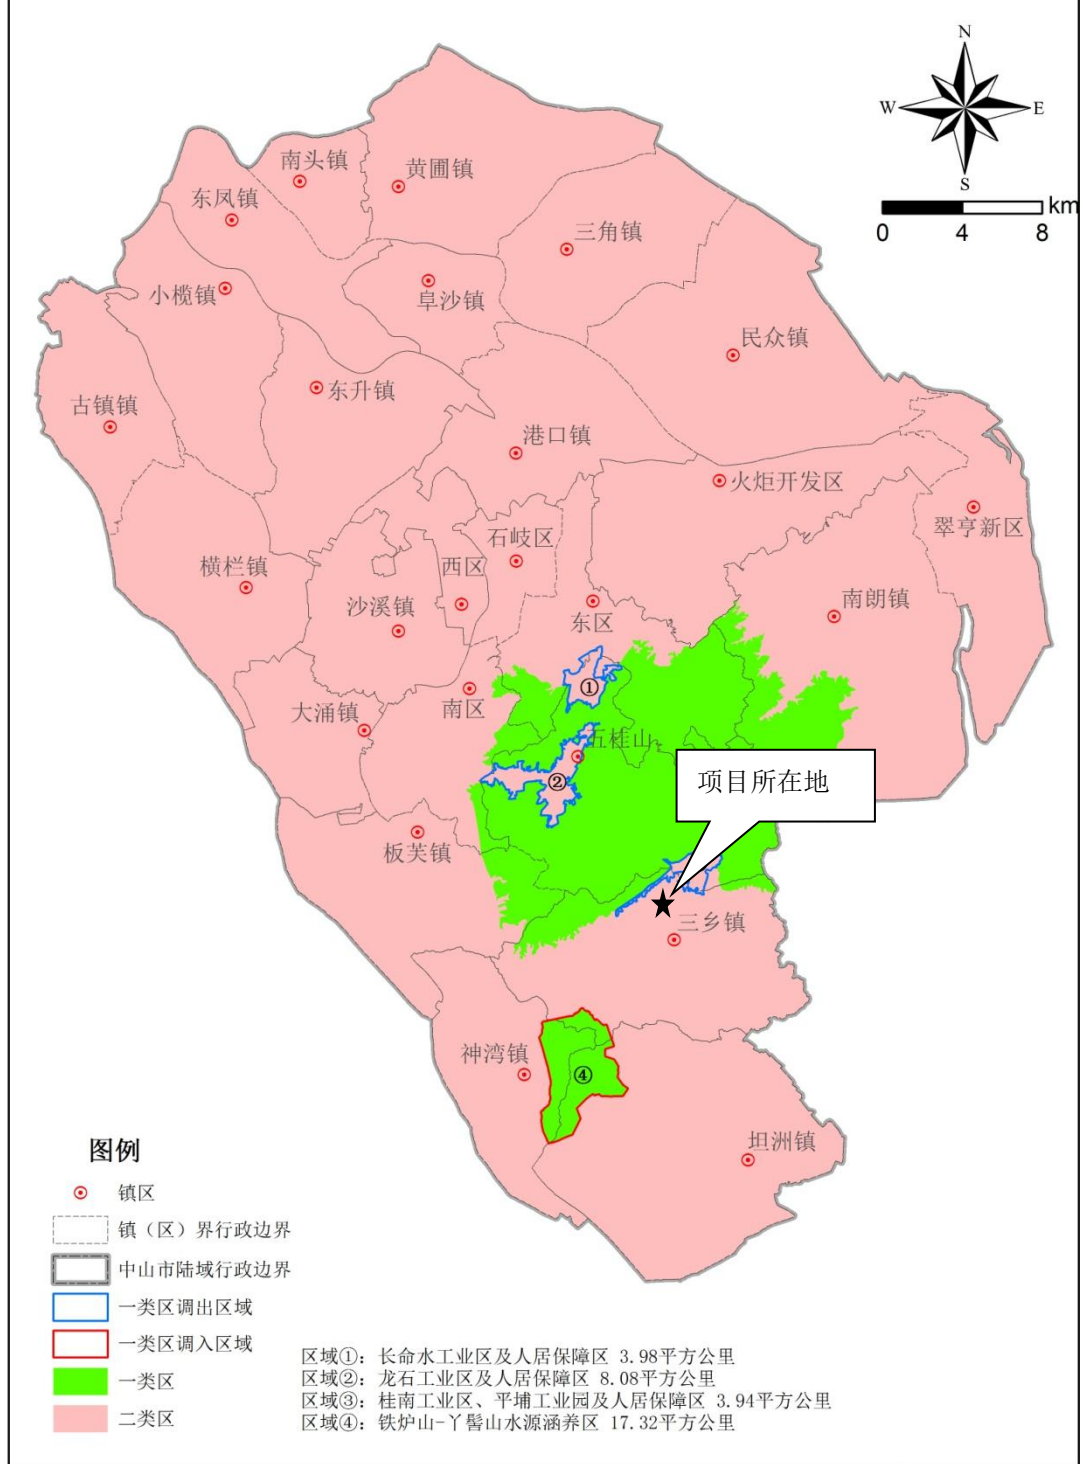 N
W
E
S
km
0
4
8
南头镇
黄圃镇
东凤镇
三角镇
小榄镇
阜沙镇
民众镇
东升镇
古镇镇
港口镇
火炬开发区
翠亨新区
石岐区
横栏镇
西区
沙溪镇
南朗镇
东区
①
南区
大涌镇
五桂山
②
项目所在地
板芙镇
三乡镇
神湾镇
④
坦洲镇
图例
镇区
镇（区）界行政边界
中山市陆域行政边界
一类区调出区域
一类区调入区域
一类区
二类区
区域①：长命水工业区及人居保障区 3.98平方公里
区域②：龙石工业区及人居保障区 8.08平方公里
区域③：桂南工业区、平埔工业园及人居保障区 3.94平方公里
区域④：铁炉山-丫髻山水源涵养区 17.32平方公里